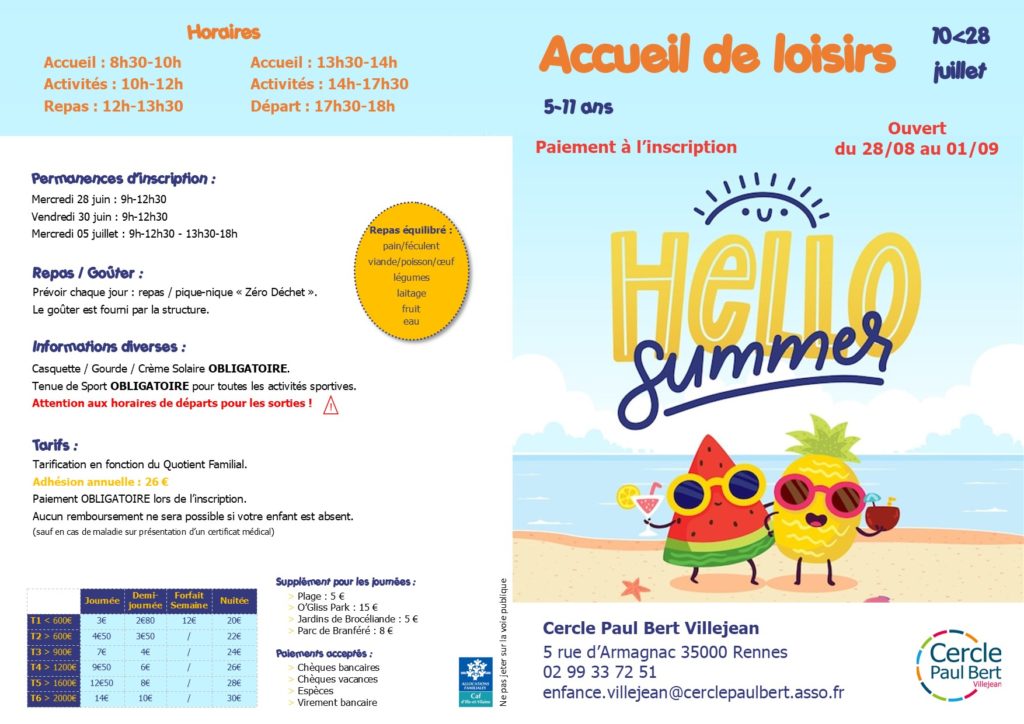 Horaires
Accueil : 8h30-10h
Activités : 10h-12h
Repas : 12h-13h30
Accueil : 13h30-14h
Activités : 14h-17h30
Départ : 17h30-18h
Permanences d'inscription :
Mercredi 28 juin : 9h-12h30
Vendredi 30 juin : 9h-12h30
Mercredi 05 juillet : 9h-12h30 - 13h30-18h
Repas équilibré :
pain/féculent
viande/poisson/œuf
légumes
laitage
fruit
eau
Repas / Goûter :
Prévoir chaque jour : repas / pique-nique « Zéro Déchet ».
Le goûter est fourni par la structure.
Informations diverses :
Casquette / Gourde / Crème Solaire OBLIGATOIRE.
Tenue de Sport OBLIGATOIRE pour toutes les activités sportives.
Attention aux horaires de départs pour les sorties !
Tarifs :
Tarification en fonction du Quotient Familial.
Adhésion annuelle : 26 €
Paiement OBLIGATOIRE lors de l'inscription.
Aucun remboursement ne sera possible si votre enfant est absent.
(sauf en cas de maladie sur présentation d'un certificat médical)
Journée Demi-journée Forfait Semaine Nuitée
T1 < 600€ 3€ 2€80 12€ 20€
T2 > 600€ 4€50 3€50 / 22€
T3 > 900€ 7€ 4€ / 24€
T4 > 1200€ 9€50 6€ / 26€
T5 > 1600€ 12€50 8€ / 28€
T6 > 2000€ 14€ 10€ / 30€
Supplément pour les journées :
> Plage : 5 €
> O'Gliss Park : 15 €
> Jardins de Brocéliande : 5 €
> Parc de Branféré : 8 €
Paiements acceptés :
> Chèques bancaires
> Chèques vacances
> Espèces
> Virement bancaire
ALLOCATIONS FAMILIALES
Caf
d'Ille-et-Vilaine
Ne pas jeter sur la voie publique
Accueil de loisirs
10<28
juillet
5-11 ans
Paiement à l'inscription
Ouvert
du 28/08 au 01/09
HELLO
summer
Cercle Paul Bert Villejean
5 rue d'Armagnac 35000 Rennes
02 99 33 72 51
enfance.villejean@cerclepaulbert.asso.fr
Cercle
Paul Bert
Villejean